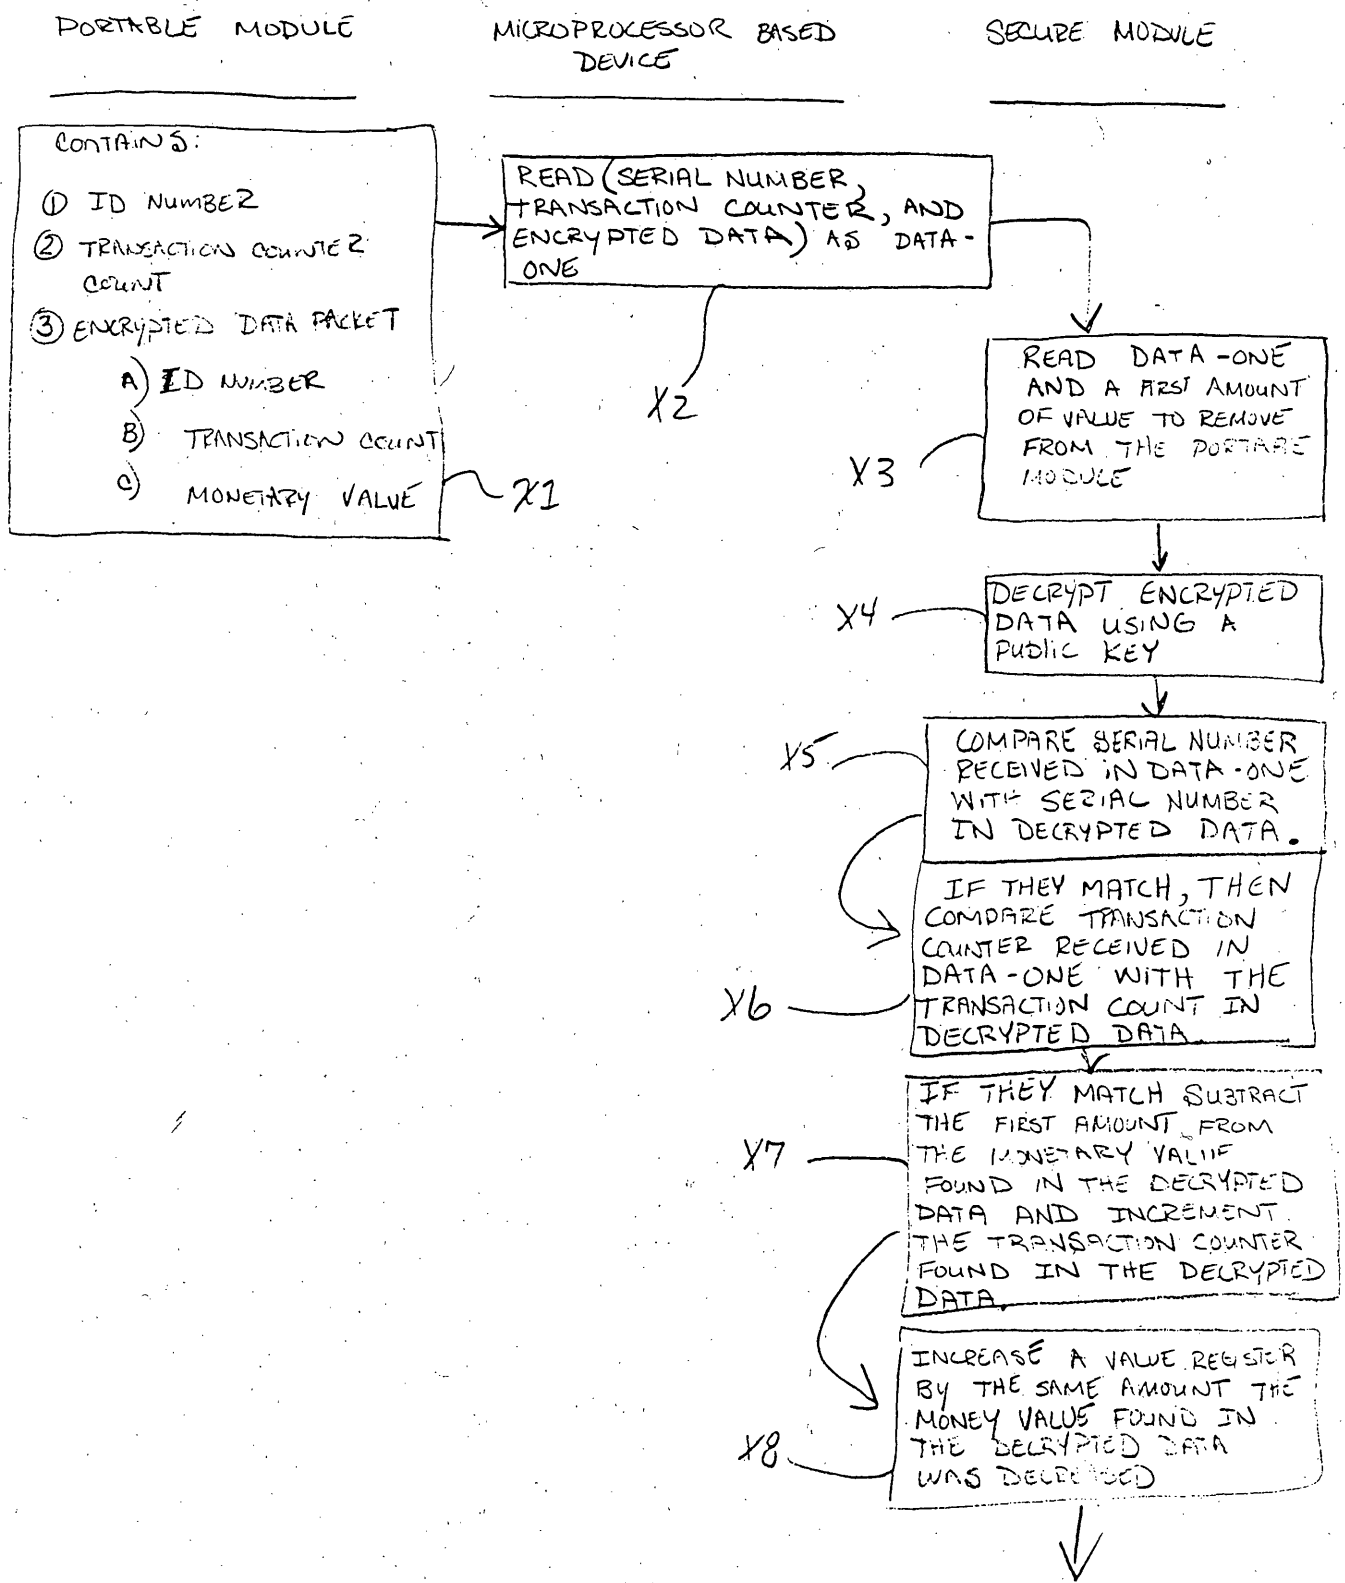 PORTABLE MODULE
MICROPROCESSOR BASED
DEVICE
SECURE MODULE
CONTAINS:
① ID NUMBER
② TRANSACTION COUNTER
COUNT
③ ENCRYPTED DATA PACKET
A) ID NUMBER
B) TRANSACTION COUNT
C) MONETARY VALUE
X1
READ (SERIAL NUMBER,
TRANSACTION COUNTER, AND
ENCRYPTED DATA) AS DATA-
ONE
X2
READ DATA-ONE
AND A FIRST AMOUNT
OF VALUE TO REMOVE
FROM THE PORTABLE
MODULE
X3
DECRYPT ENCRYPTED
DATA USING A
PUBLIC KEY
X4
COMPARE SERIAL NUMBER
RECEIVED IN DATA-ONE
WITH SERIAL NUMBER
IN DECRYPTED DATA.
X5
IF THEY MATCH, THEN
COMPARE TRANSACTION
COUNTER RECEIVED IN
DATA-ONE WITH THE
TRANSACTION COUNT IN
DECRYPTED DATA.
X6
IF THEY MATCH SUBTRACT
THE FIRST AMOUNT FROM
THE MONETARY VALUE
FOUND IN THE DECRYPTED
DATA AND INCREMENT
THE TRANSACTION COUNTER
FOUND IN THE DECRYPTED
DATA.
X7
INCREASE A VALUE REGISTER
BY THE SAME AMOUNT THE
MONEY VALUE FOUND IN
THE DECRYPTED DATA
WAS DECREASED
X8